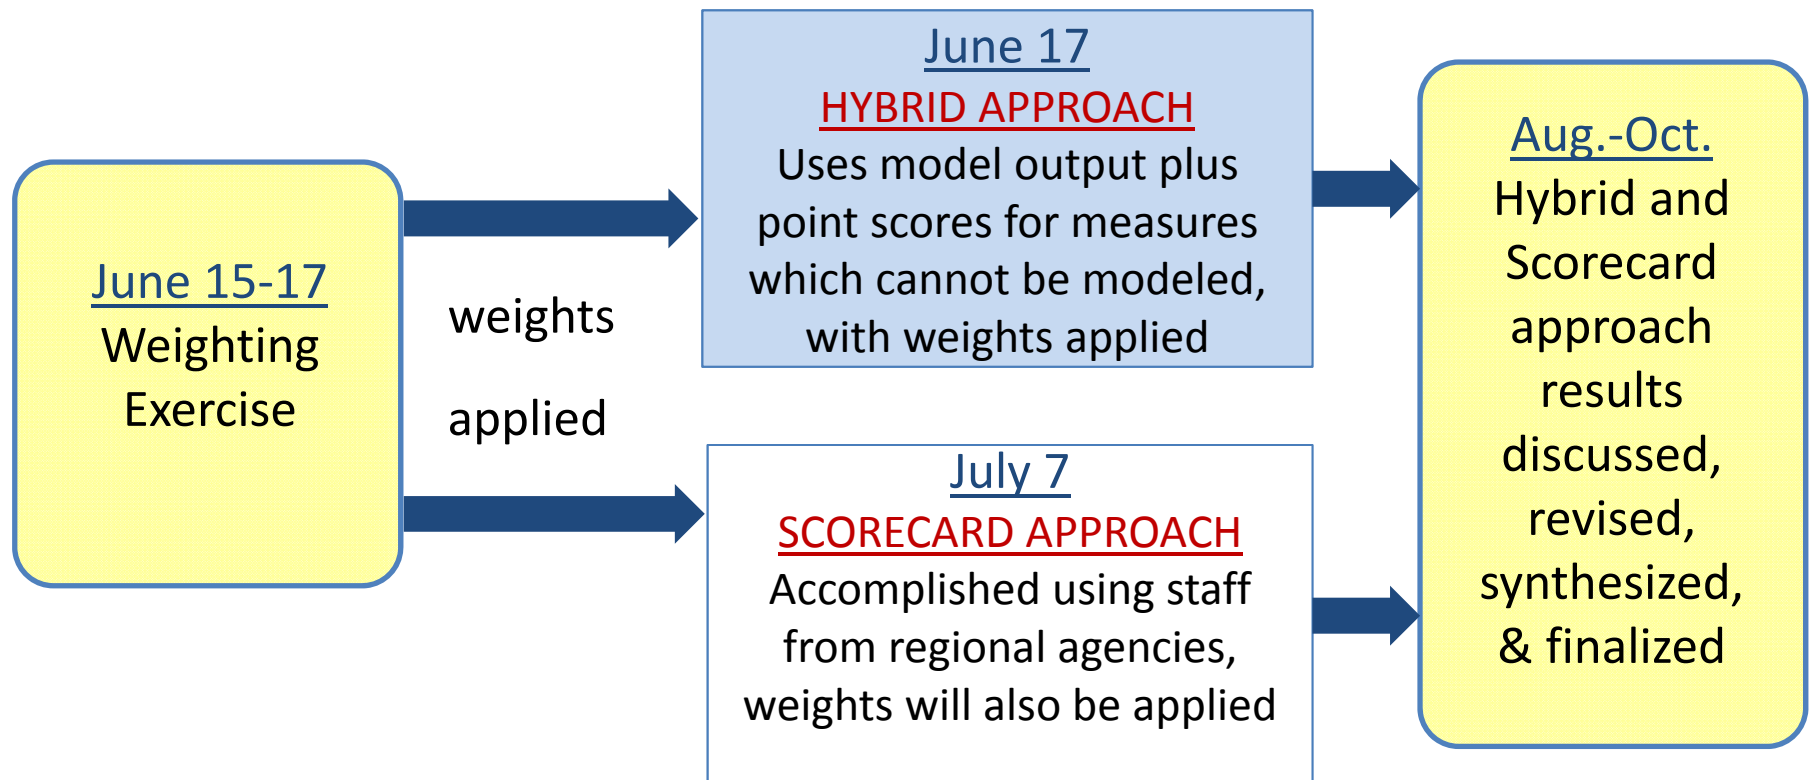 June 15-17
Weighting
Exercise
weights
applied
June 17
HYBRID APPROACH
Uses model output plus
point scores for measures
which cannot be modeled,
with weights applied
July 7
SCORECARD APPROACH
Accomplished using staff
from regional agencies,
weights will also be applied
Aug.-Oct.
Hybrid and
Scorecard
approach
results
discussed,
revised,
synthesized,
& finalized